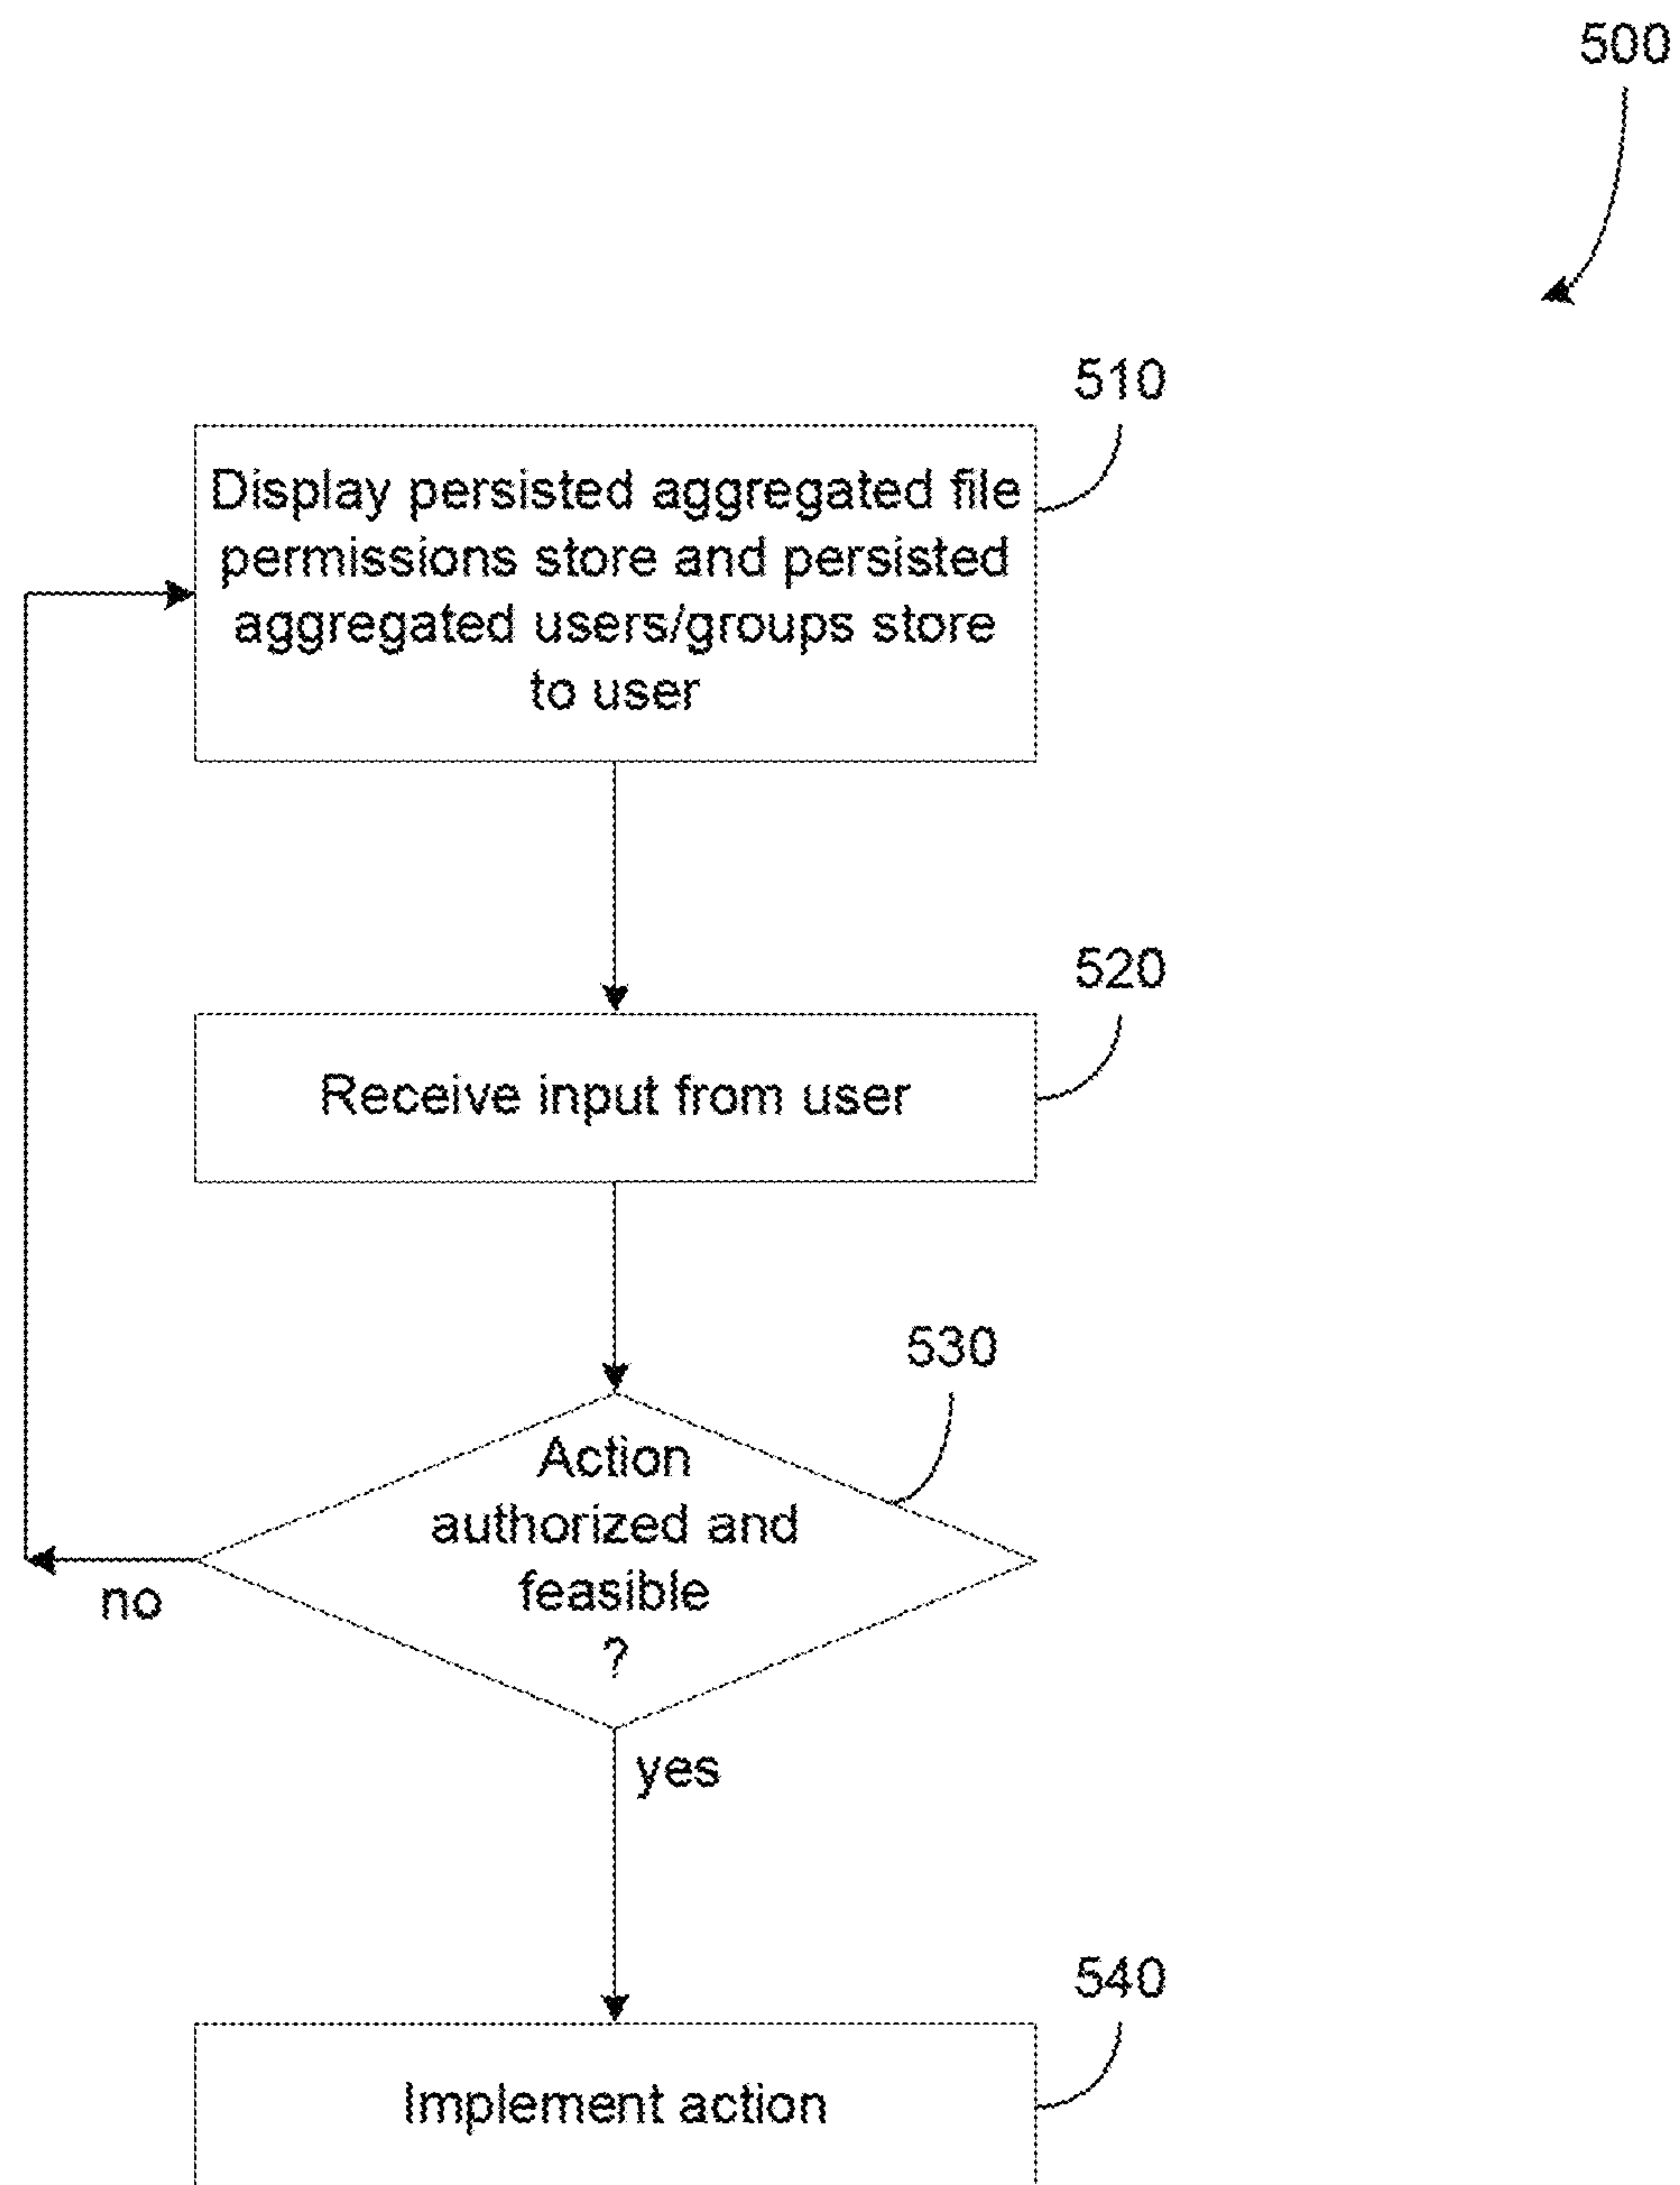 500
510
Display persisted aggregated file
permissions store and persisted
aggregated users/groups store
to user
520
Receive input from user
530
Action
authorized and
feasible
?
no
yes
540
Implement action